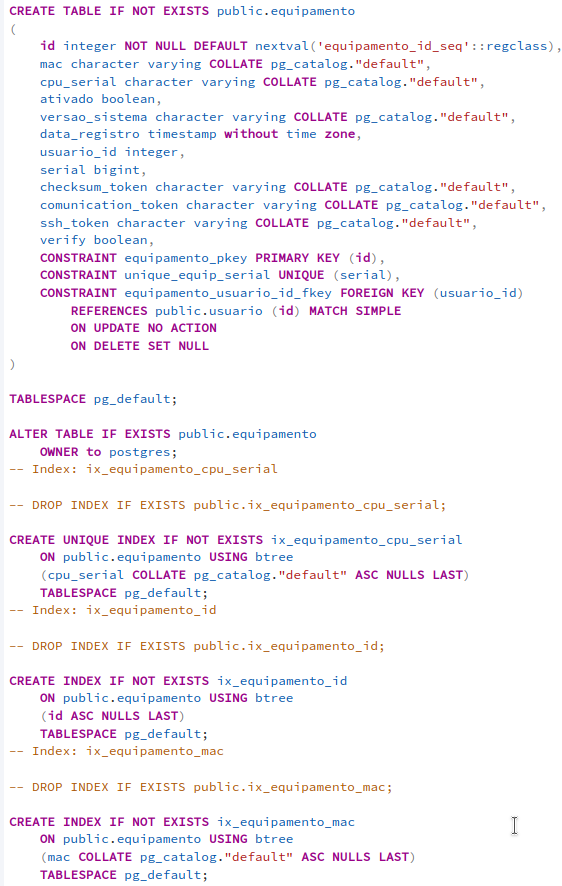 CREATE TABLE IF NOT EXISTS public.equipamento
(
    id integer NOT NULL DEFAULT nextval('equipamento_id_seq'::regclass),
    mac character varying COLLATE pg_catalog."default",
    cpu_serial character varying COLLATE pg_catalog."default",
    ativado boolean,
    versao_sistema character varying COLLATE pg_catalog."default",
    data_registro timestamp without time zone,
    usuario_id integer,
    serial bigint,
    checksum_token character varying COLLATE pg_catalog."default",
    comunication_token character varying COLLATE pg_catalog."default",
    ssh_token character varying COLLATE pg_catalog."default",
    verify boolean,
    CONSTRAINT equipamento_pkey PRIMARY KEY (id),
    CONSTRAINT unique_equip_serial UNIQUE (serial),
    CONSTRAINT equipamento_usuario_id_fkey FOREIGN KEY (usuario_id)
        REFERENCES public.usuario (id) MATCH SIMPLE
        ON UPDATE NO ACTION
        ON DELETE SET NULL
)
TABLESPACE pg_default;
ALTER TABLE IF EXISTS public.equipamento
    OWNER to postgres;
-- Index: ix_equipamento_cpu_serial
-- DROP INDEX IF EXISTS public.ix_equipamento_cpu_serial;
CREATE UNIQUE INDEX IF NOT EXISTS ix_equipamento_cpu_serial
    ON public.equipamento USING btree
    (cpu_serial COLLATE pg_catalog."default" ASC NULLS LAST)
    TABLESPACE pg_default;
-- Index: ix_equipamento_id
-- DROP INDEX IF EXISTS public.ix_equipamento_id;
CREATE INDEX IF NOT EXISTS ix_equipamento_id
    ON public.equipamento USING btree
    (id ASC NULLS LAST)
    TABLESPACE pg_default;
-- Index: ix_equipamento_mac
-- DROP INDEX IF EXISTS public.ix_equipamento_mac;
CREATE INDEX IF NOT EXISTS ix_equipamento_mac
    ON public.equipamento USING btree
    (mac COLLATE pg_catalog."default" ASC NULLS LAST)
    TABLESPACE pg_default;